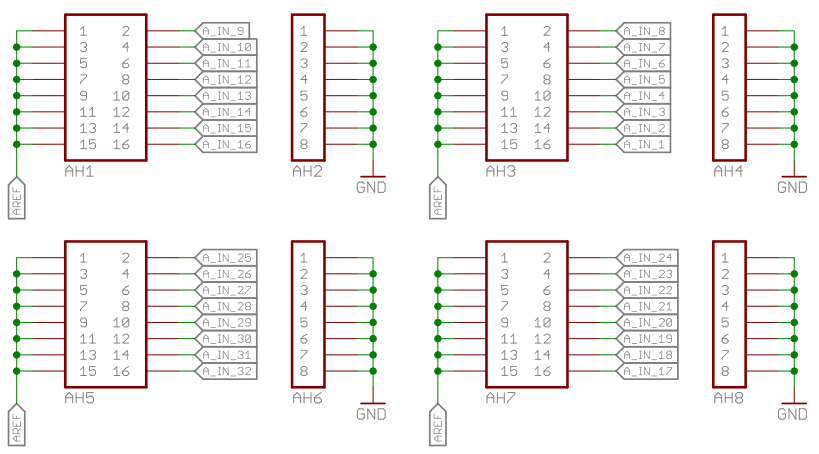 1 2 A_IN_9 1 1 2 A_IN_8 1
3 4 A_IN_10 2 3 4 A_IN_7 2
5 6 A_IN_11 3 5 6 A_IN_6 3
7 8 A_IN_12 4 7 8 A_IN_5 4
9 10 A_IN_13 5 9 10 A_IN_4 5
11 12 A_IN_14 6 11 12 A_IN_3 6
13 14 A_IN_15 7 13 14 A_IN_2 7
15 16 A_IN_16 8 15 16 A_IN_1 8
AH1 AH2 AH3 AH4
AREF GND AREF GND
1 2 A_IN_25 1 1 2 A_IN_24 1
3 4 A_IN_26 2 3 4 A_IN_23 2
5 6 A_IN_27 3 5 6 A_IN_22 3
7 8 A_IN_28 4 7 8 A_IN_21 4
9 10 A_IN_29 5 9 10 A_IN_20 5
11 12 A_IN_30 6 11 12 A_IN_19 6
13 14 A_IN_31 7 13 14 A_IN_18 7
15 16 A_IN_32 8 15 16 A_IN_17 8
AH5 AH6 AH7 AH8
AREF GND AREF GND